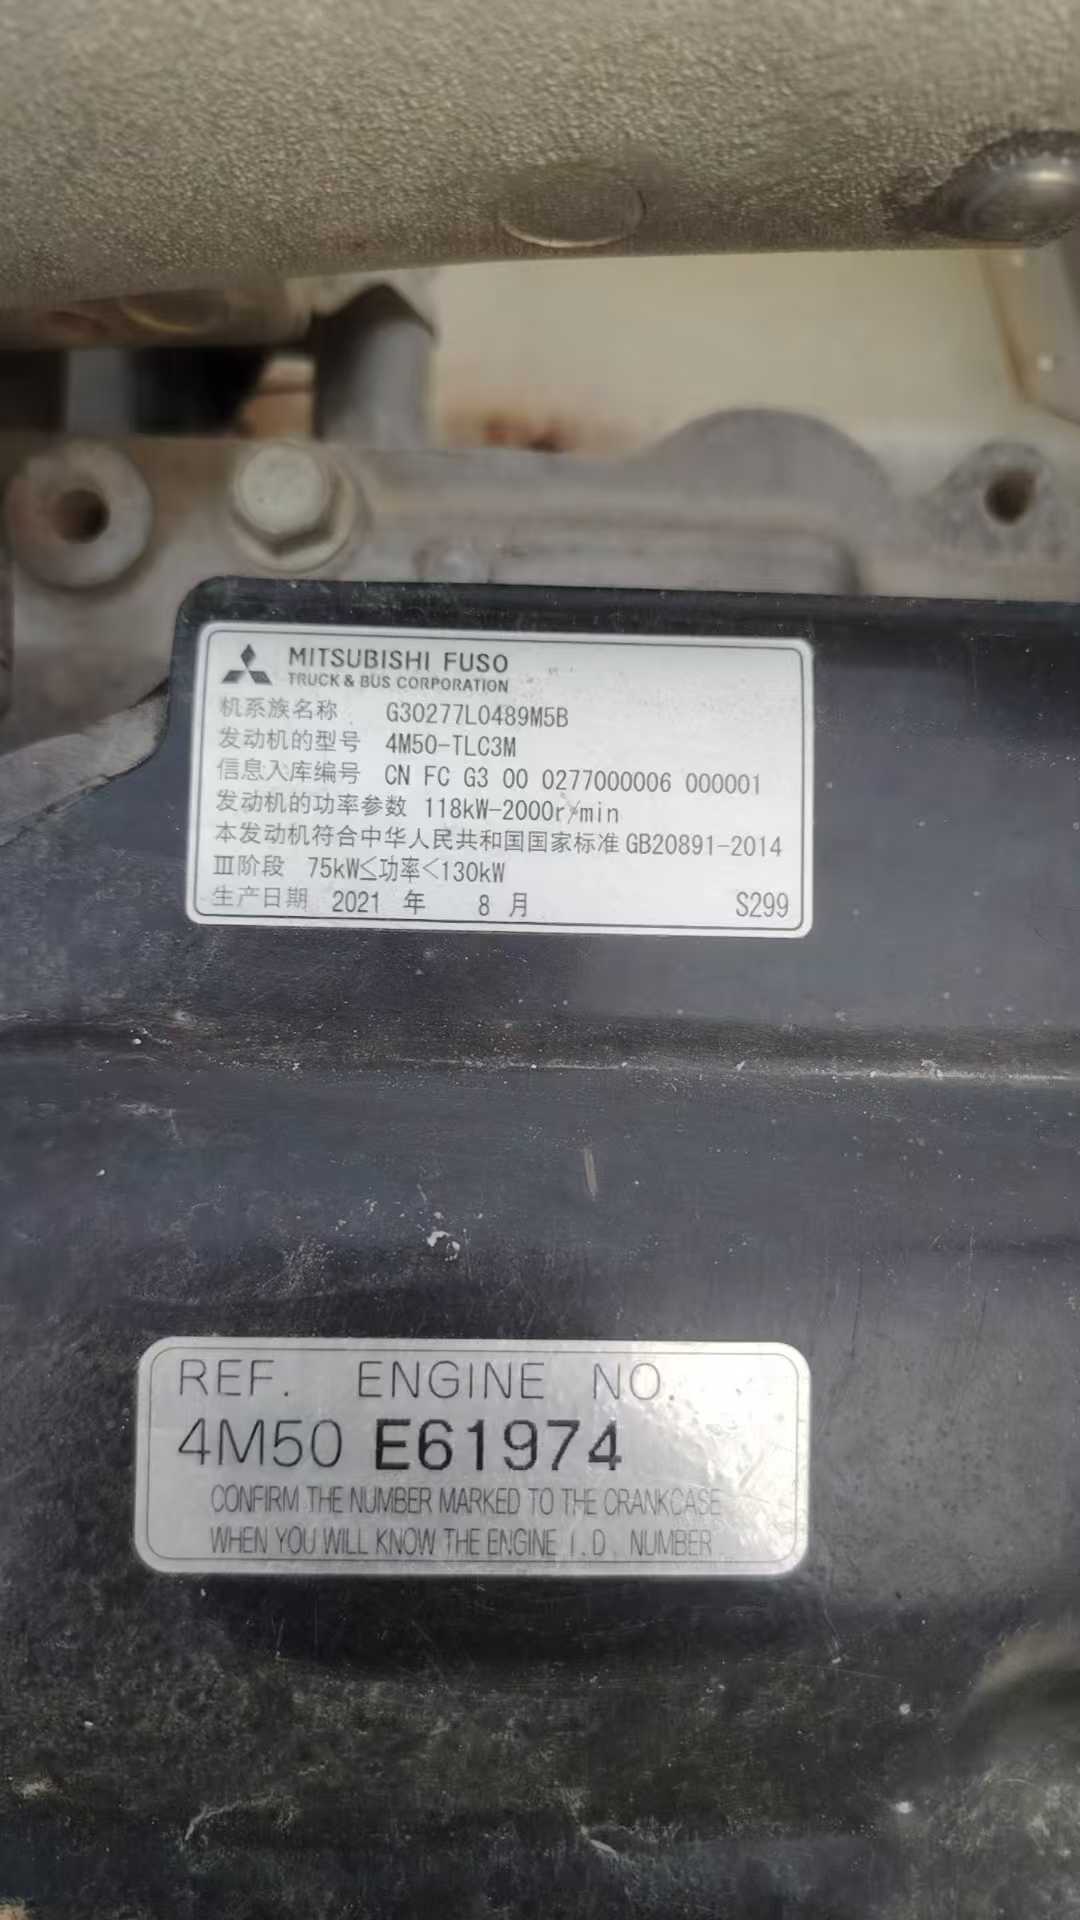 MITSUBISHI FUSO
TRUCK & BUS CORPORATION
机系族名称 G30277L0489M5B
发动机的型号 4M50-TLC3M
信息入库编号 CN FC G3 00 0277000006 000001
发动机的功率参数 118kW-2000r/min
本发动机符合中华人民共和国国家标准 GB20891-2014
III阶段 75kW≤功率<130kW
生产日期 2021 年 8 月 S299
REF. ENGINE NO.
4M50 E61974
CONFIRM THE NUMBER MARKED TO THE CRANKCASE
WHEN YOU WILL KNOW THE ENGINE I.D. NUMBER